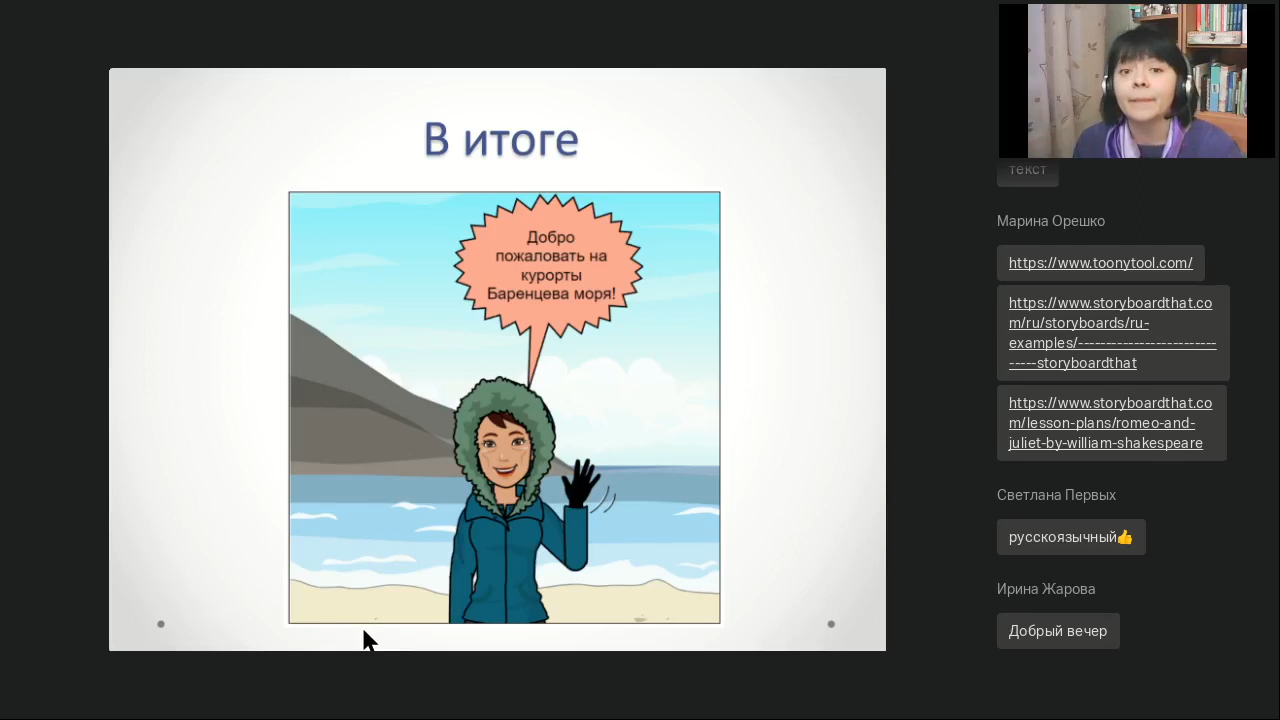 В итоге
Добро
пожаловать на
курорты
Баренцева моря!
текст
Марина Орешко
https://www.toonytool.com/
https://www.storyboardthat.co
m/ru/storyboards/ru-
examples/---------------------------
-----storyboardthat
https://www.storyboardthat.co
m/lesson-plans/romeo-and-
juliet-by-william-shakespeare
Светлана Первых
русскоязычный👍
Ирина Жарова
Добрый вечер